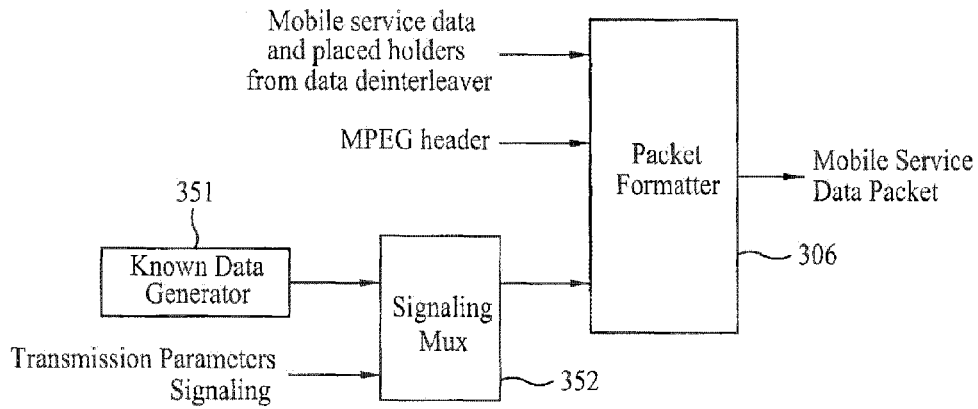 Mobile service data
and placed holders
from data deinterleaver
MPEG header
Packet
Formatter
Mobile Service
Data Packet
306
351
Known Data
Generator
Signaling
Mux
352
Transmission Parameters
Signaling